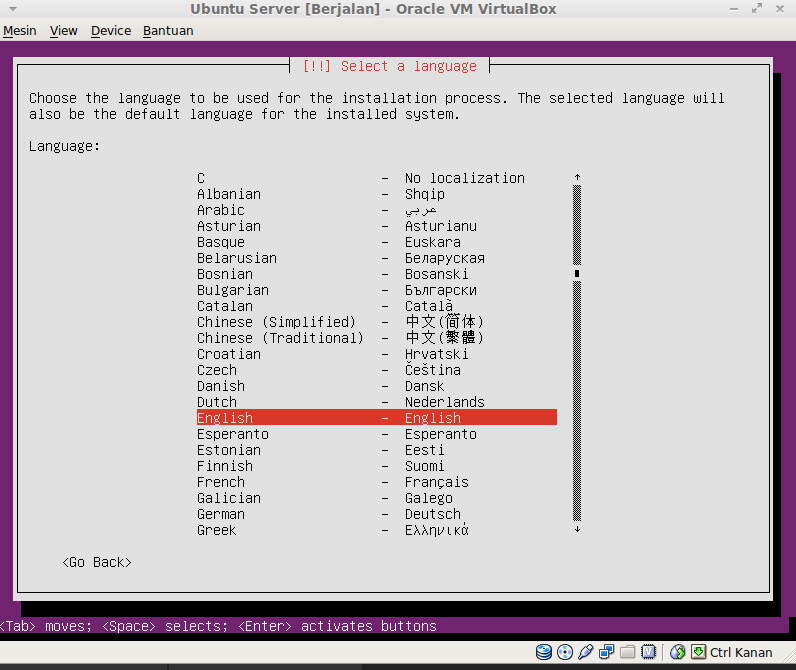 Ubuntu Server [Berjalan] - Oracle VM VirtualBox
Mesin View Device Bantuan
[!!] Select a language
Choose the language to be used for the installation process. The selected language will
also be the default language for the installed system.
Language:
C - No localization
Albanian - Shqip
Arabic - عربي
Asturian - Asturianu
Basque - Euskara
Belarusian - Беларуская
Bosnian - Bosanski
Bulgarian - Български
Catalan - Català
Chinese (Simplified) - 中文(简体)
Chinese (Traditional) - 中文(繁體)
Croatian - Hrvatski
Czech - Čeština
Danish - Dansk
Dutch - Nederlands
English - English
Esperanto - Esperanto
Estonian - Eesti
Finnish - Suomi
French - Français
Galician - Galego
German - Deutsch
Greek - Ελληνικά
<Go Back>
<Tab> moves; <Space> selects; <Enter> activates buttons
Ctrl Kanan